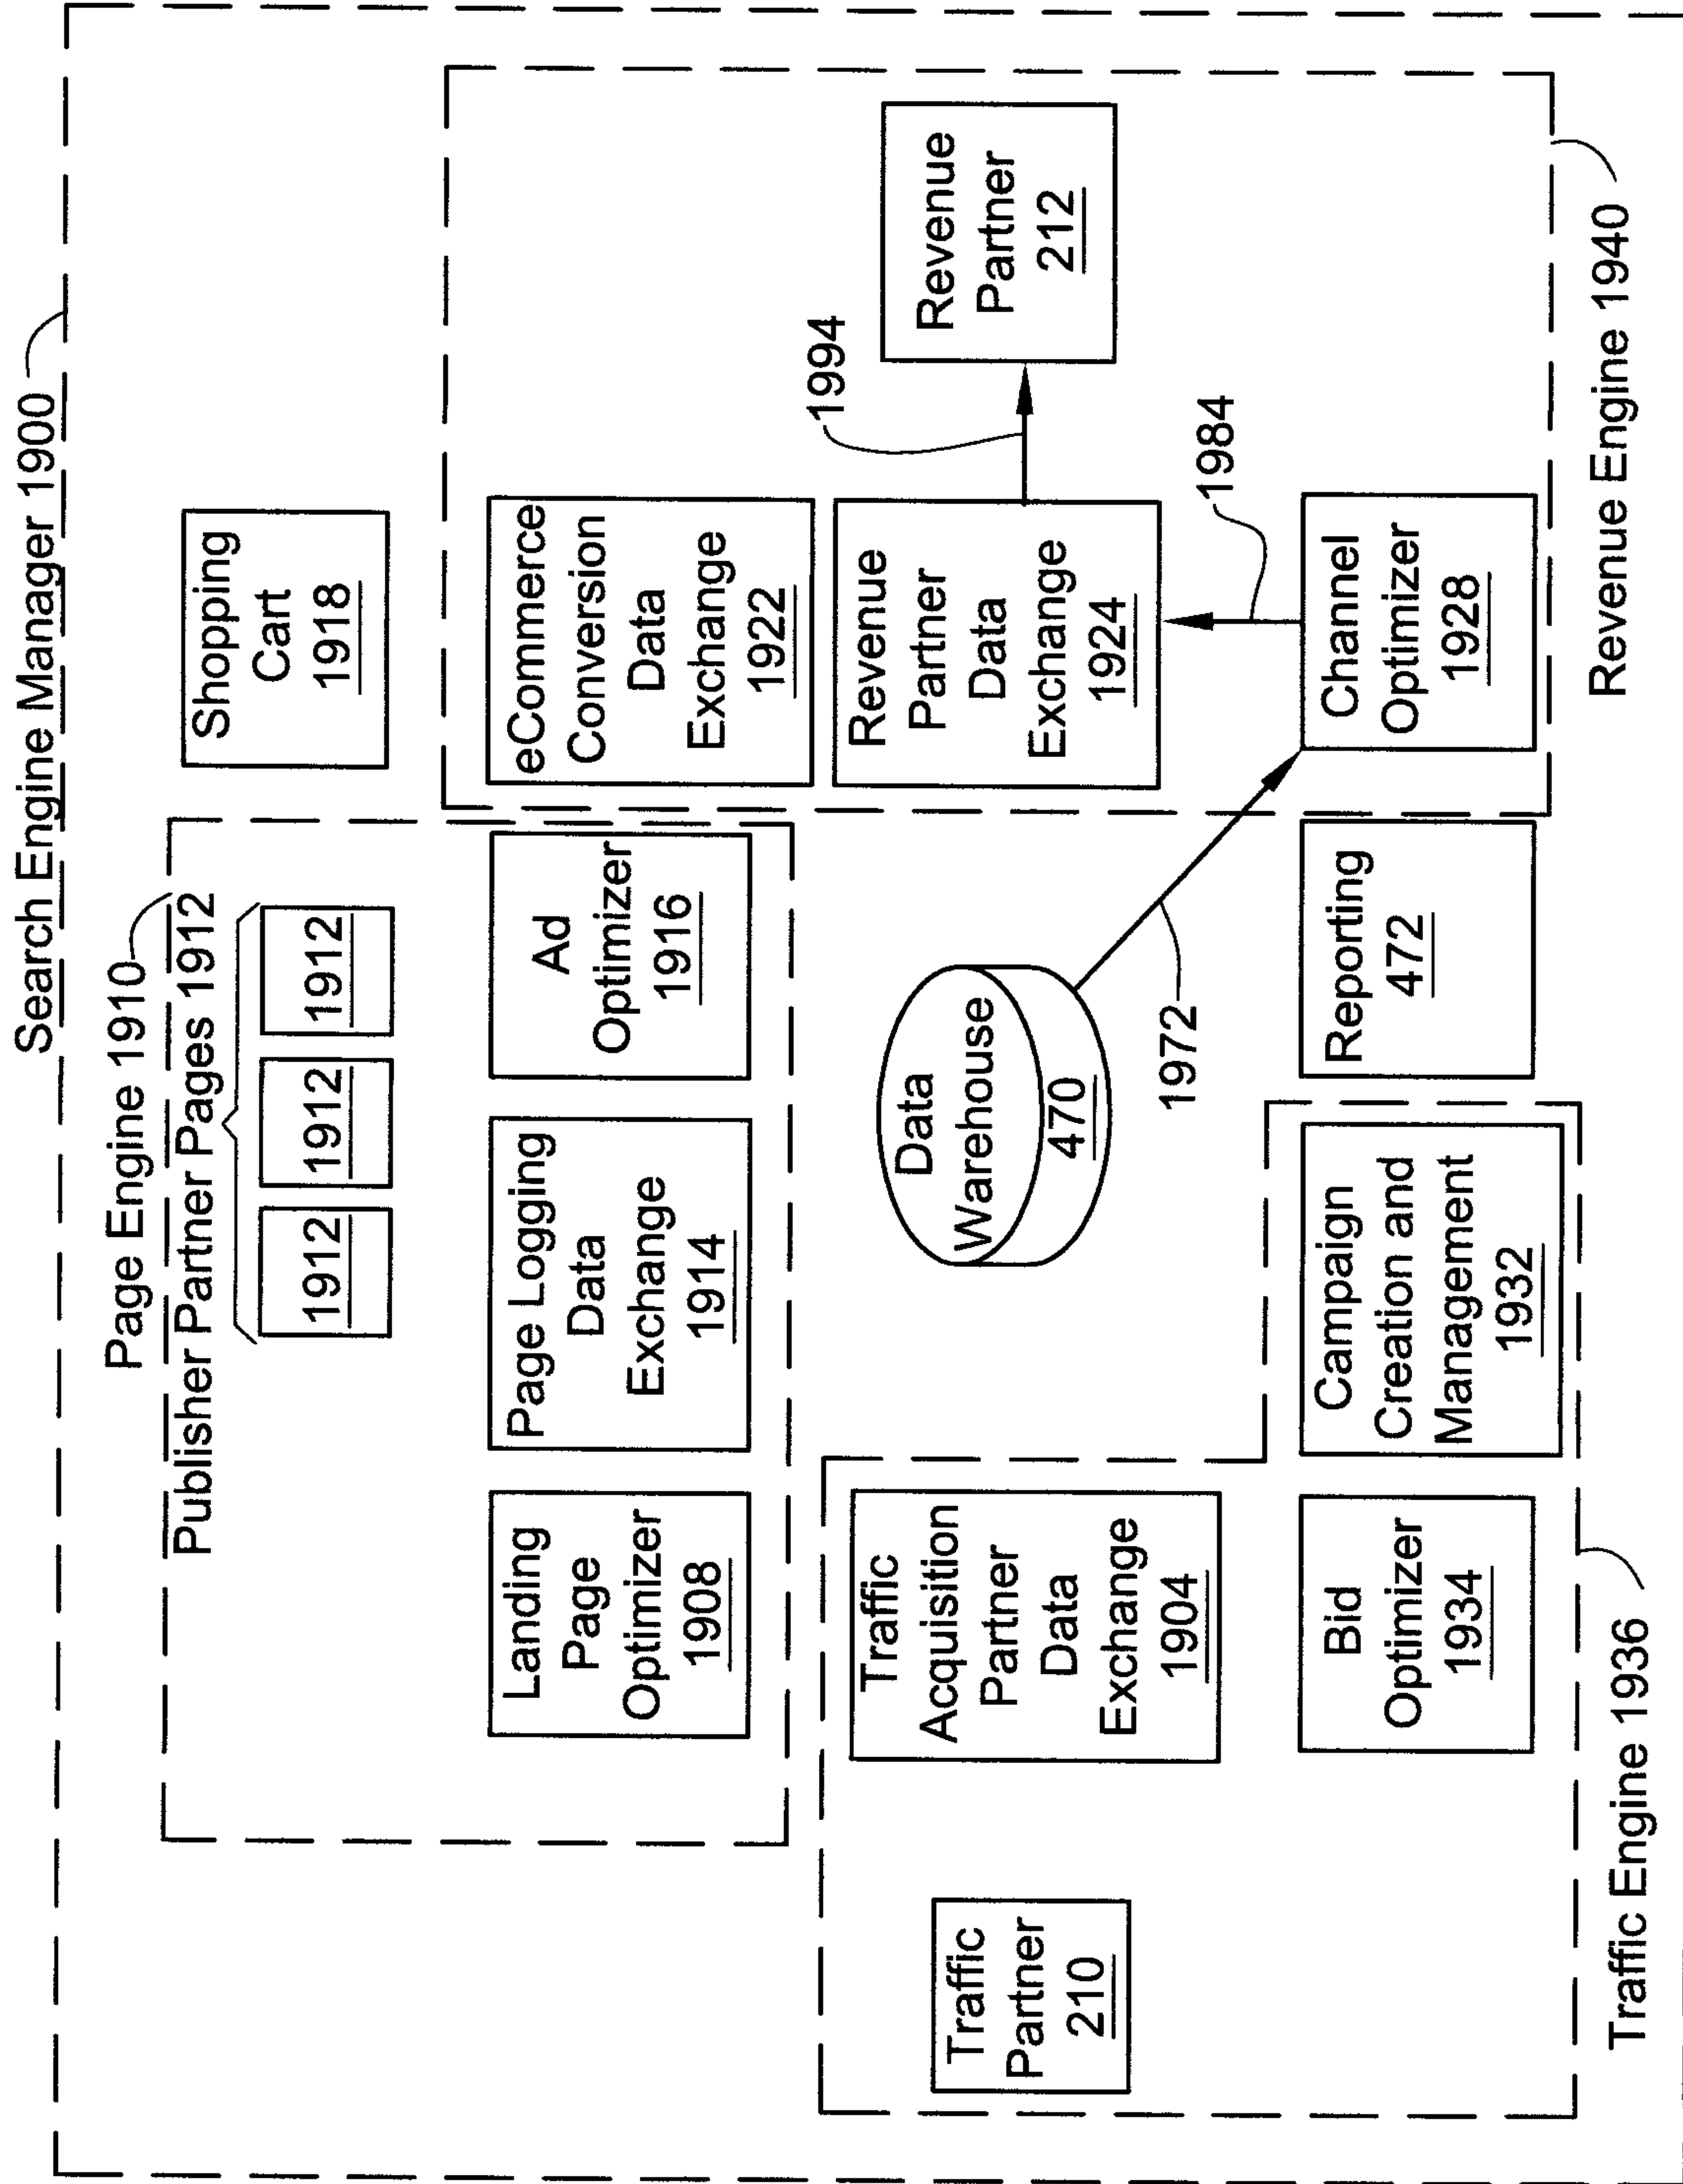 Search Engine Manager 1900
Page Engine 1910
Publisher Partner Pages 1912
1912
1912
1912
Shopping
Cart
1918
Landing
Page
Optimizer
1908
Page Logging
Data
Exchange
1914
Ad
Optimizer
1916
eCommerce
Conversion
Data
Exchange
1922
Traffic
Partner
210
Traffic
Acquisition
Partner
Data
Exchange
1904
Data
Warehouse
470
Revenue
Partner
Data
Exchange
1924
1994
Revenue
Partner
212
1972
1984
Bid
Optimizer
1934
Campaign
Creation and
Management
1932
Reporting
472
Channel
Optimizer
1928
Traffic Engine 1936
Revenue Engine 1940